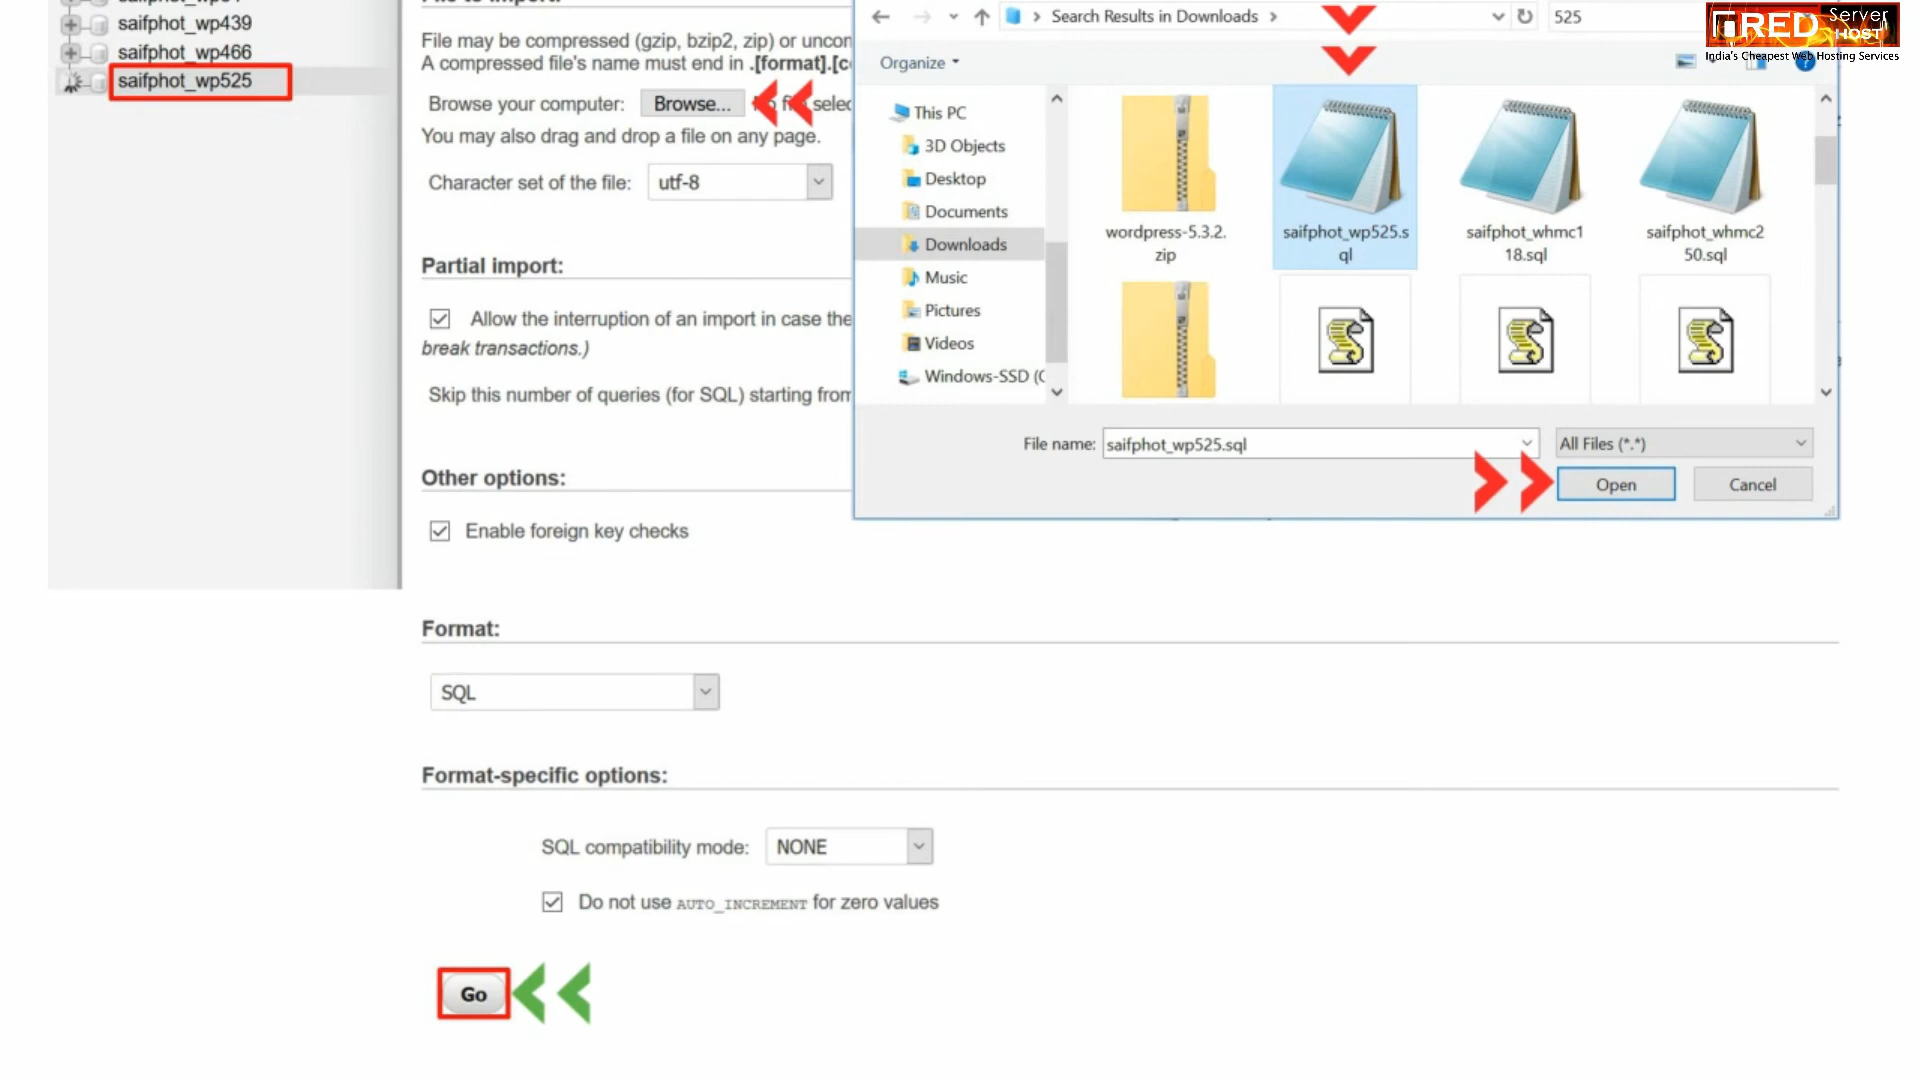 saifphot_wp439
saifphot_wp466
saifphot_wp525
File to import:
File may be compressed (gzip, bzip2, zip) or uncom
A compressed file's name must end in .[format].[c
Browse your computer: Browse...
You may also drag and drop a file on any page.
Character set of the file: utf-8
Partial import:
Allow the interruption of an import in case the
break transactions.)
Skip this number of queries (for SQL) starting from
Other options:
Enable foreign key checks
Format:
SQL
Format-specific options:
SQL compatibility mode: NONE
Do not use AUTO_INCREMENT for zero values
Go
Search Results in Downloads
525
Organize
This PC
3D Objects
Desktop
Documents
Downloads
Music
Pictures
Videos
Windows-SSD (C
wordpress-5.3.2.
zip
saifphot_wp525.s
ql
saifphot_whmc1
18.sql
saifphot_whmc2
50.sql
File name: saifphot_wp525.sql
All Files (*.*)
Open
Cancel
RED Server
HOST
India's Cheapest Web Hosting Services